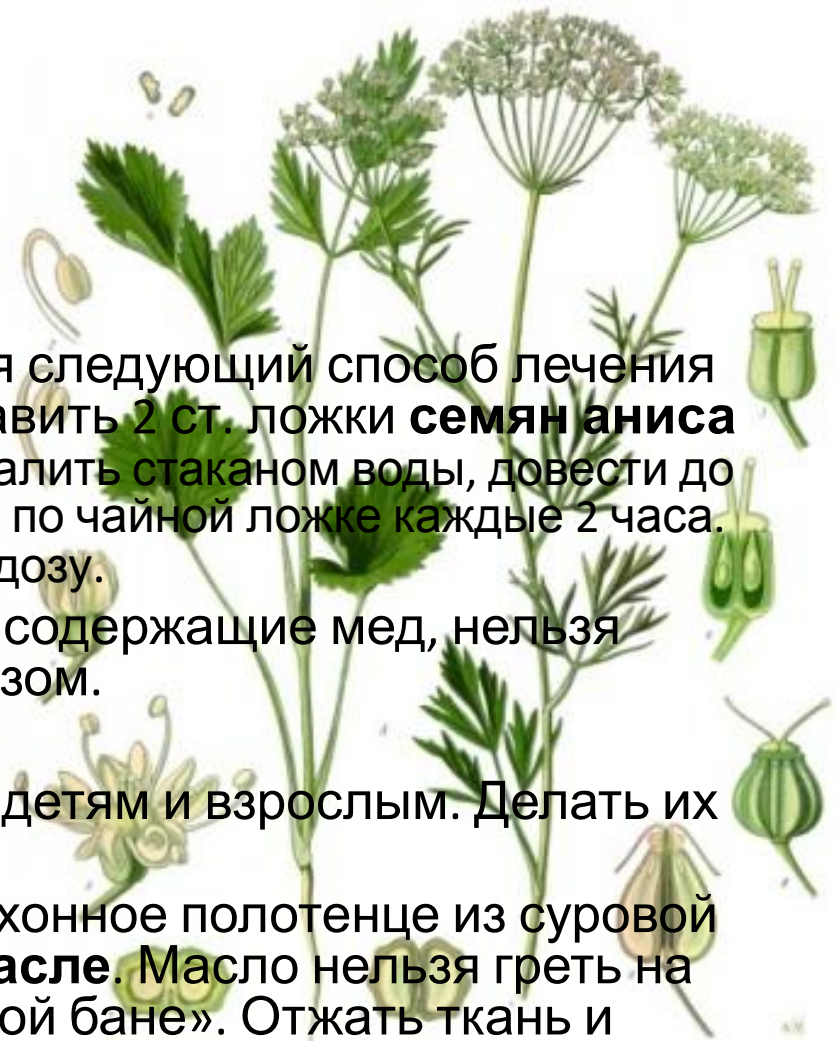 я следующий способ лечения
авить 2 ст. ложки семян аниса
алить стаканом воды, довести до
по чайной ложке каждые 2 часа.
дозу.
содержащие мед, нельзя
зом.
детям и взрослым. Делать их
хонное полотенце из суровой
асле. Масло нельзя греть на
ой бане». Отжать ткань и